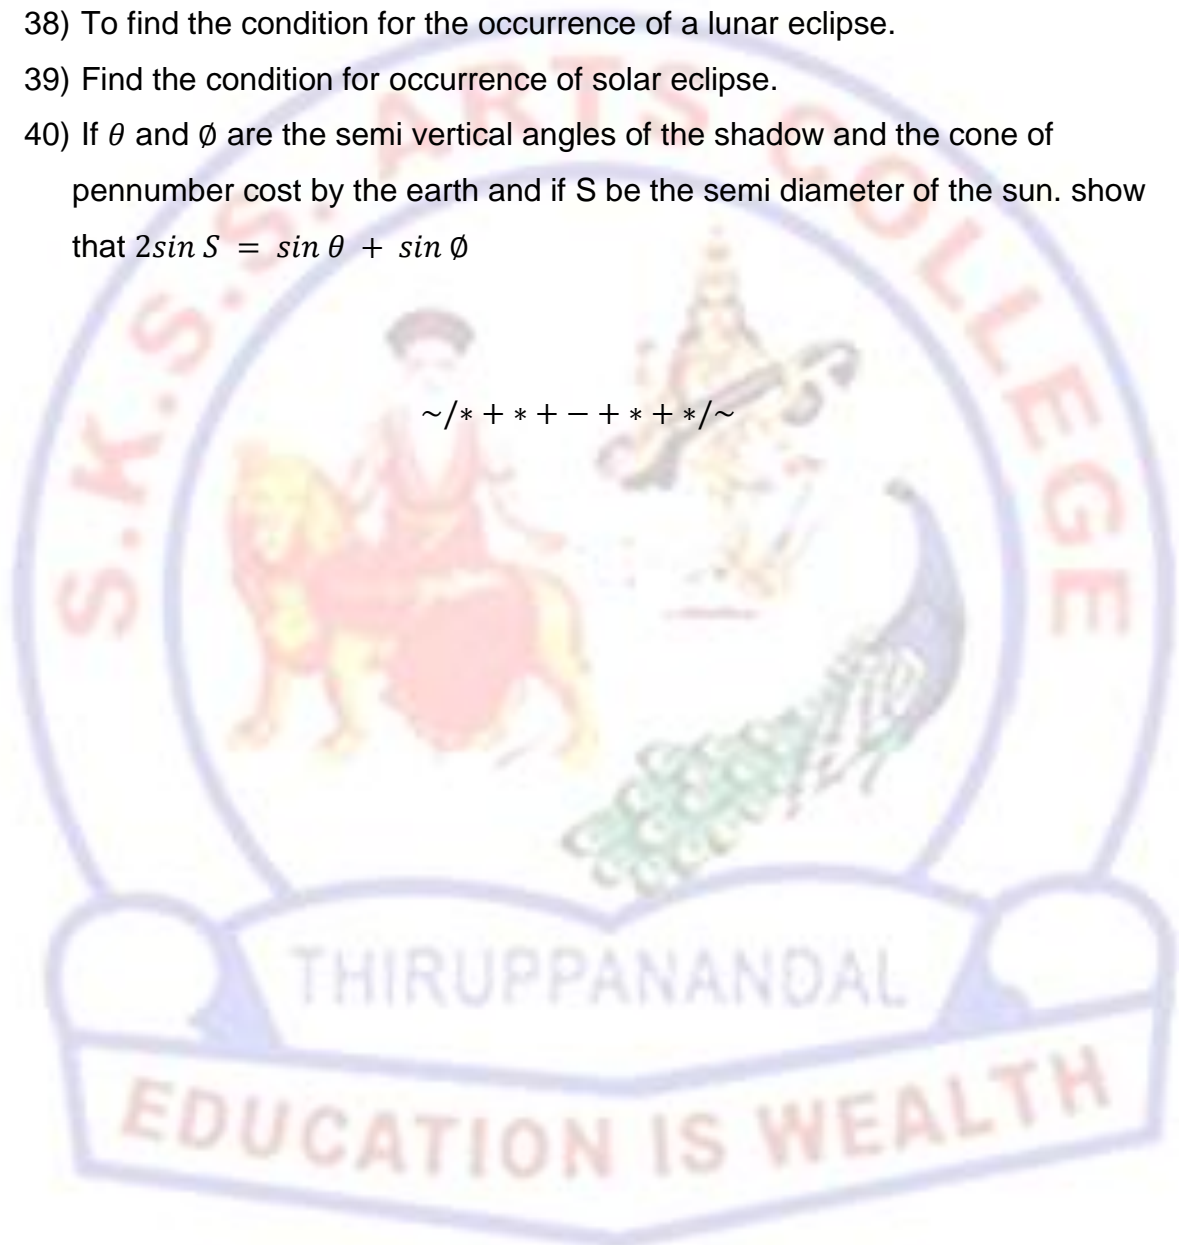 38) To find the condition for the occurrence of a lunar eclipse.
39) Find the condition for occurrence of solar eclipse.
40) If θ and ∅ are the semi vertical angles of the shadow and the cone of
pennumber cost by the earth and if S be the semi diameter of the sun. show
that 2sin S = sin θ + sin ∅
~/∗ + ∗ + − + ∗ + ∗/~
S.K.S.S. ARTS COLLEGE
THIRUPPANANDAL
EDUCATION IS WEALTH